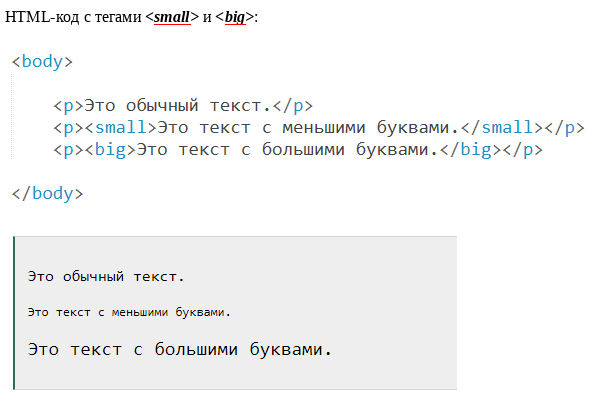 HTML-код с тегами <small> и <big>:
<body>
<p>Это обычный текст.</p>
<p><small>Это текст с меньшими буквами.</small></p>
<p><big>Это текст с большими буквами.</big></p>
</body>
Это обычный текст.
Это текст с меньшими буквами.
Это текст с большими буквами.